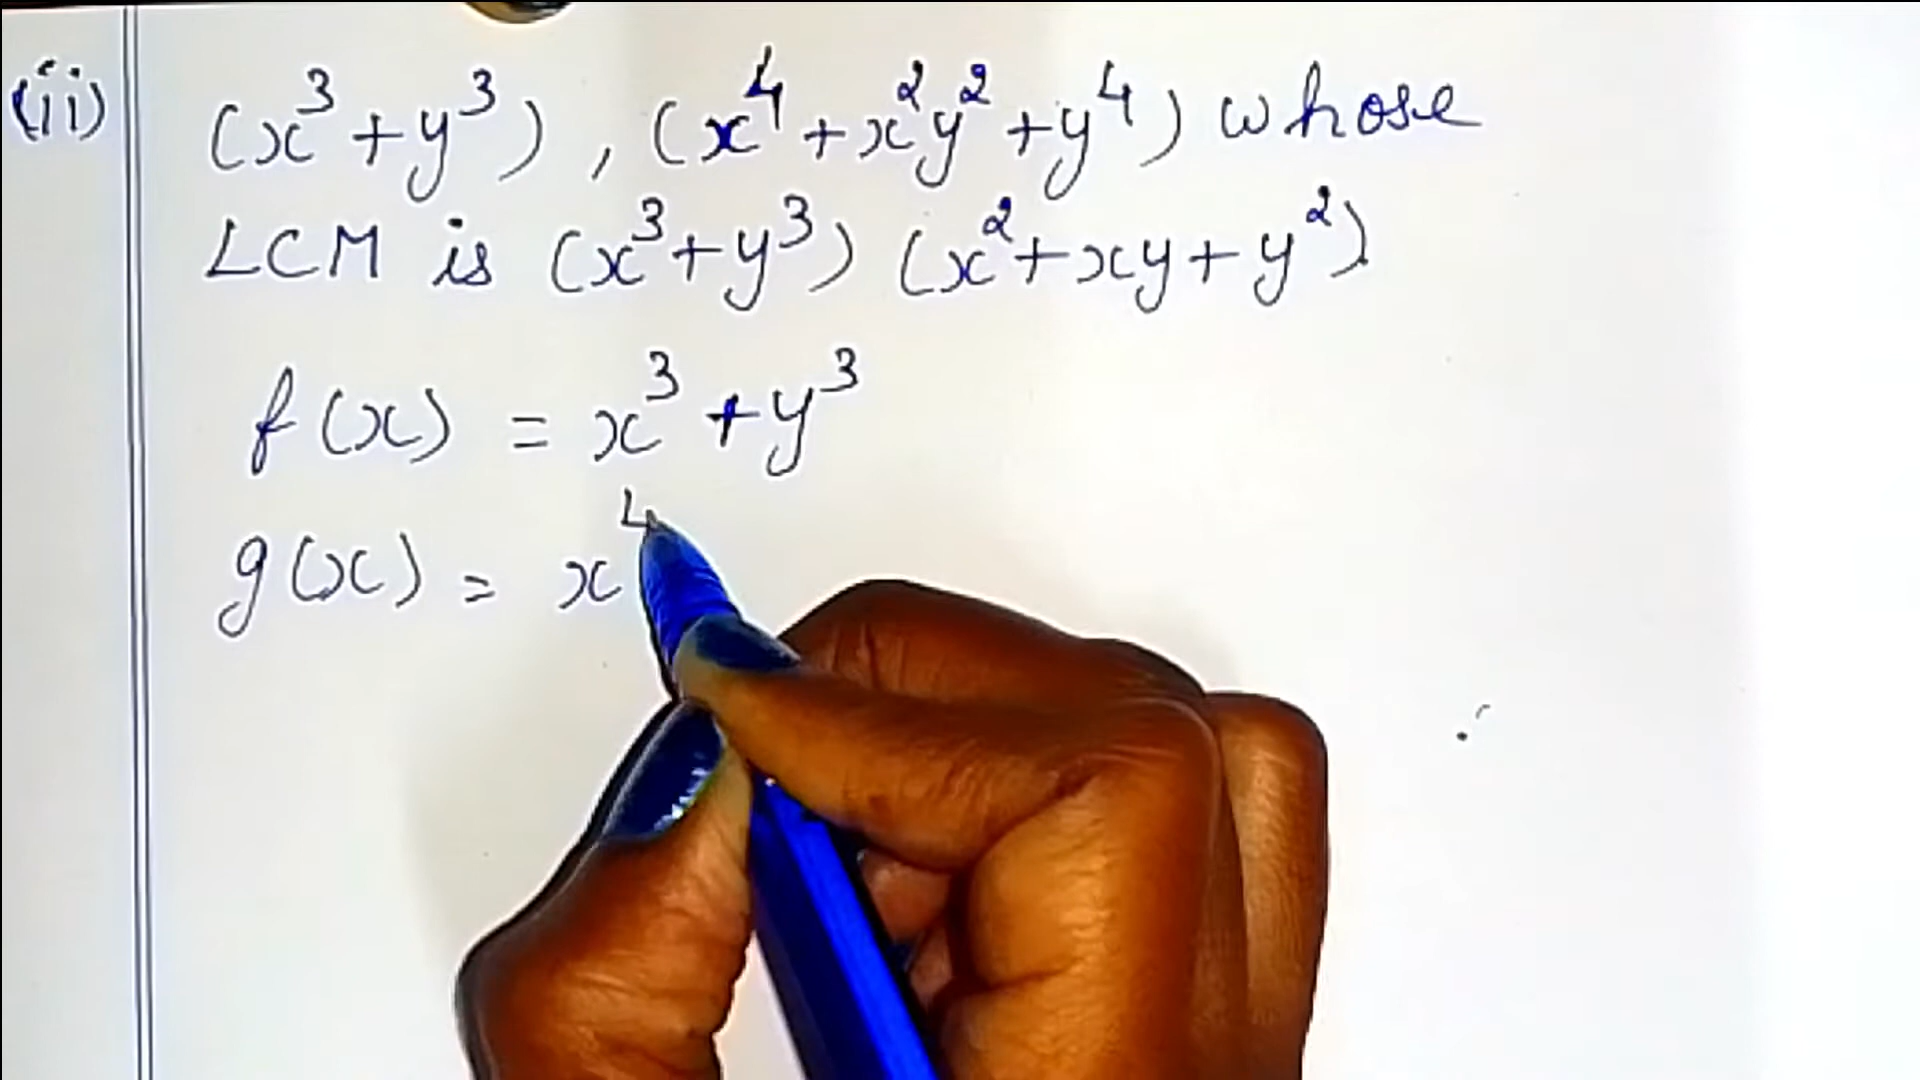 (ii) (x³+y³), (x⁴+x²y²+y⁴) whose
LCM is (x³+y³) (x²+xy+y²).
f(x) = x³+y³
g(x) = x⁴